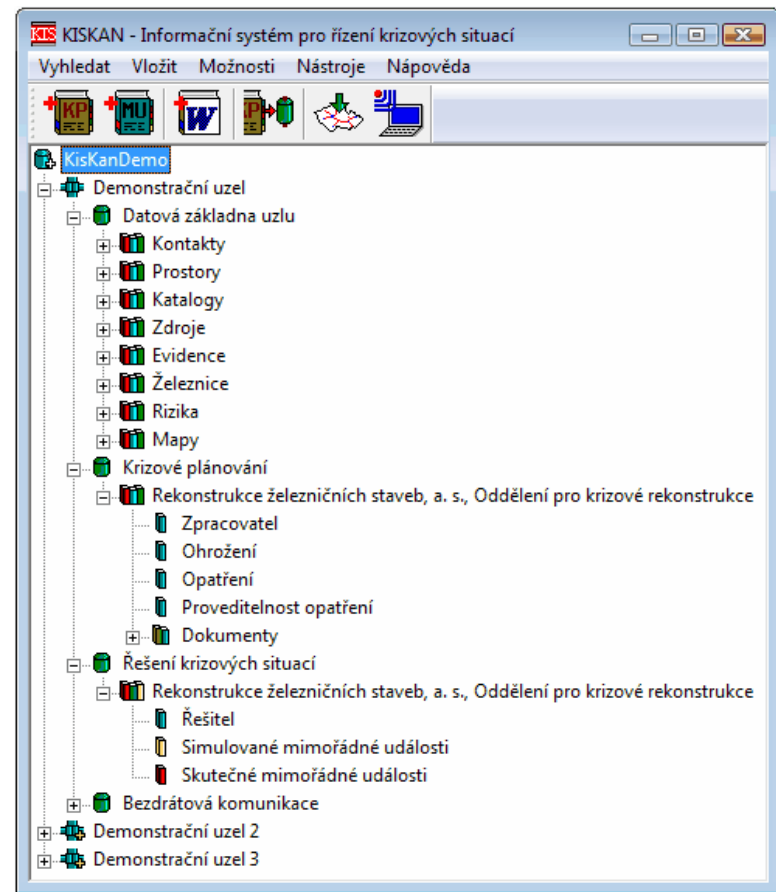 KIS KISKAN - Informační systém pro řízení krizových situací
Vyhledat Vložit Možnosti Nástroje Nápověda
KP MU W KP
KisKanDemo
Demonstrační uzel
Datová základna uzlu
Kontakty
Prostory
Katalogy
Zdroje
Evidence
Železnice
Rizika
Mapy
Krizové plánování
Rekonstrukce železničních staveb, a. s., Oddělení pro krizové rekonstrukce
Zpracovatel
Ohrožení
Opatření
Proveditelnost opatření
Dokumenty
Řešení krizových situací
Rekonstrukce železničních staveb, a. s., Oddělení pro krizové rekonstrukce
Řešitel
Simulované mimořádné události
Skutečné mimořádné události
Bezdrátová komunikace
Demonstrační uzel 2
Demonstrační uzel 3